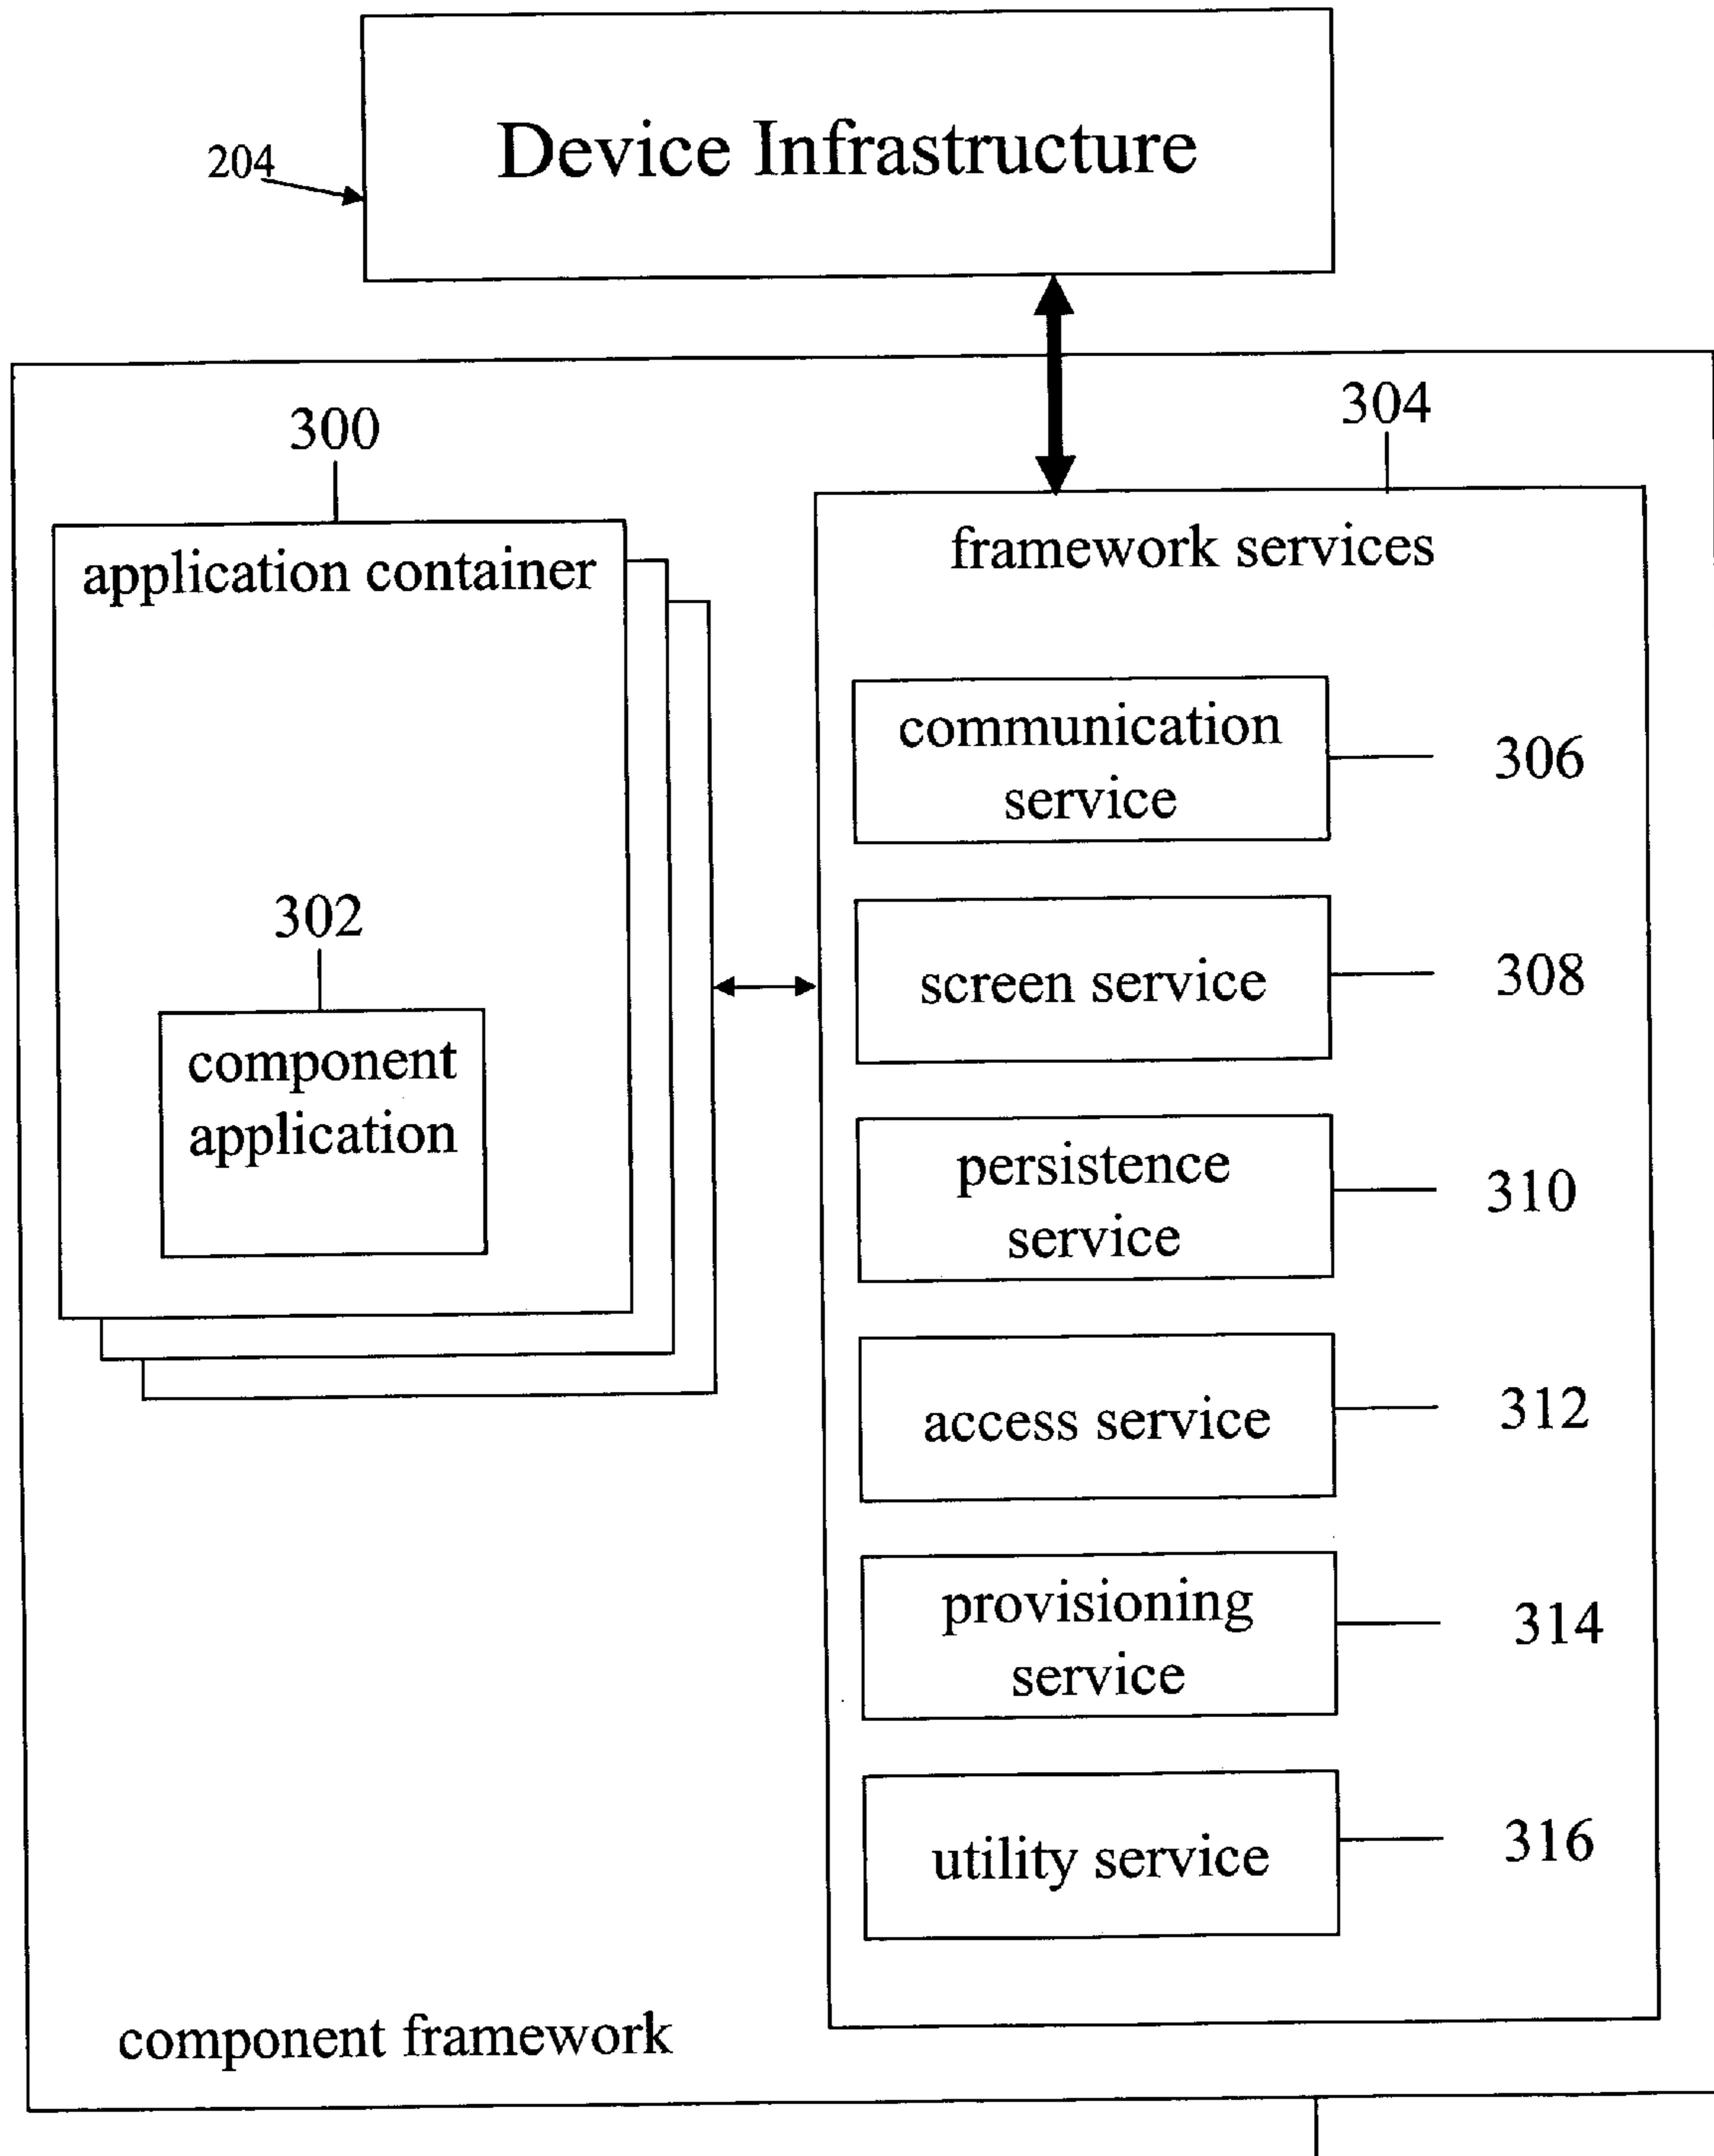 Device Infrastructure
204
300
304
application container
framework services
communication
service
306
302
screen service
308
component
application
persistence
service
310
access service
312
provisioning
service
314
utility service
316
component framework